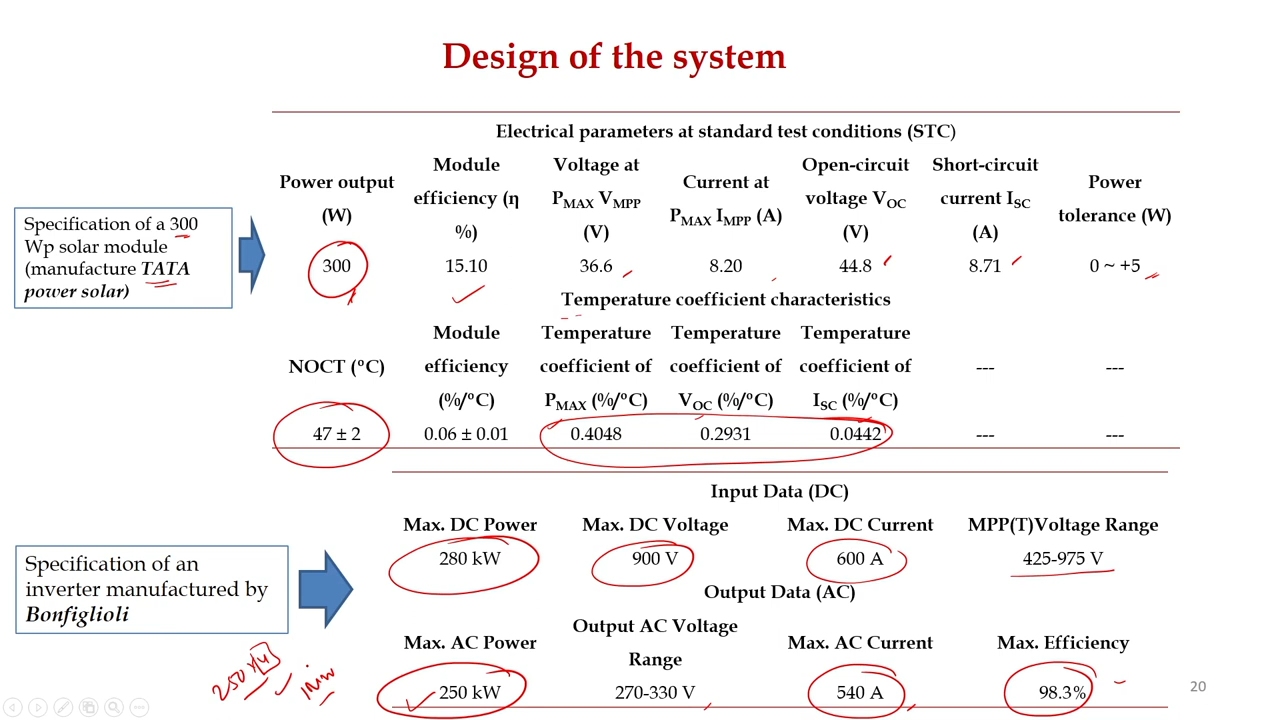 Design of the system
Electrical parameters at standard test conditions (STC)
Power output (W)
Module efficiency (η %)
Voltage at PMAX VMPP (V)
Current at PMAX IMPP (A)
Open-circuit voltage VOC (V)
Short-circuit current ISC (A)
Power tolerance (W)
300 15.10 36.6 8.20 44.8 8.71 0 ~ +5
Specification of a 300
Wp solar module
(manufacture TATA
power solar)
Temperature coefficient characteristics
NOCT (ºC)
Module efficiency (%/ºC)
Temperature coefficient of PMAX (%/ºC)
Temperature coefficient of VOC (%/ºC)
Temperature coefficient of ISC (%/ºC)
--- ---
47 ± 2 0.06 ± 0.01 0.4048 0.2931 0.0442 --- ---
Input Data (DC)
Max. DC Power Max. DC Voltage Max. DC Current MPP(T)Voltage Range
280 kW 900 V 600 A 425-975 V
Specification of an
inverter manufactured by
Bonfiglioli
Output Data (AC)
Max. AC Power
Output AC Voltage Range
Max. AC Current
Max. Efficiency
250 kW 270-330 V 540 A 98.3%
250 x 4
20